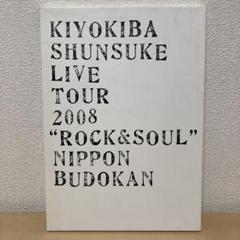 KIYOKIBA
SHUNSUKE
LIVE
TOUR
2008
“ROCK&SOUL”
NIPPON
BUDOKAN